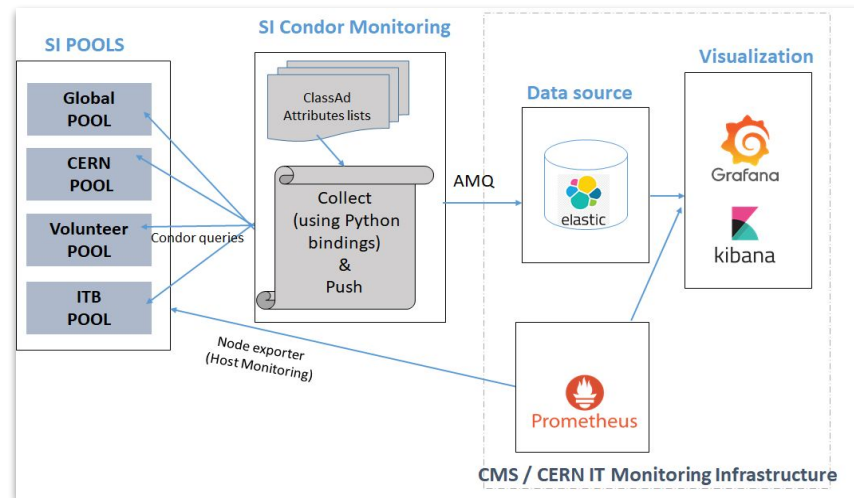 SI POOLS
Global
POOL
CERN
POOL
Volunteer
POOL
ITB
POOL
Condor queries
SI Condor Monitoring
ClassAd
Attributes lists
Collect
(using Python
bindings)
&
Push
AMQ
Node exporter
(Host Monitoring)
Data source
elastic
Visualization
Grafana
kibana
Prometheus
CMS / CERN IT Monitoring Infrastructure